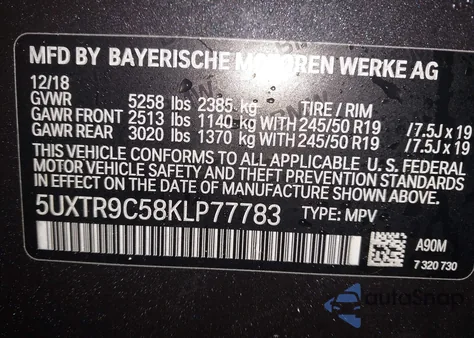 MFD BY BAYERISCHE MOTOREN WERKE AG
12/18
GVWR 5258 lbs 2385 kg TIRE / RIM
GAWR FRONT 2513 lbs 1140 kg WITH 245/50 R19 /7.5J x 19
GAWR REAR 3020 lbs 1370 kg WITH 245/50 R19 /7.5J x 19
THIS VEHICLE CONFORMS TO ALL APPLICABLE U. S. FEDERAL
MOTOR VEHICLE SAFETY AND THEFT PREVENTION STANDARDS
IN EFFECT ON THE DATE OF MANUFACTURE SHOWN ABOVE.
5UXTR9C58KLP77783 TYPE: MPV
A90M
7 320 730
autoSnap